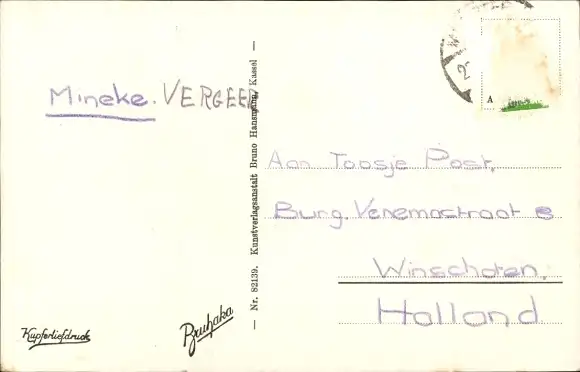 Mineke. VERGEER
A
Aan Toosje Post,
Burg. Venemastraat 8
Winschoten,
Holland
— Nr. 82139. Kunstverlagsanstalt Bruno Hansmann, Kassel —
Kupfertiefdruck
Bruhaka